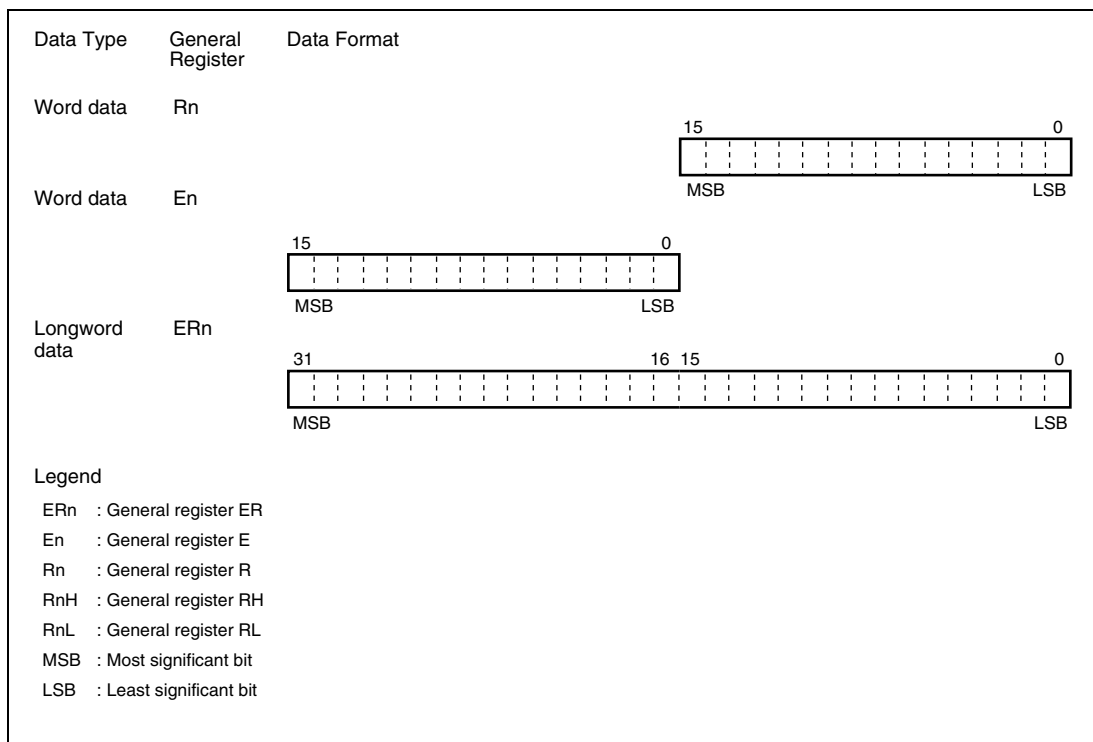 Data Type General Register Data Format
Word data Rn
15 0
MSB LSB
Word data En
15 0
MSB LSB
Longword data ERn
31 16 15 0
MSB LSB
Legend
ERn : General register ER
En : General register E
Rn : General register R
RnH : General register RH
RnL : General register RL
MSB : Most significant bit
LSB : Least significant bit